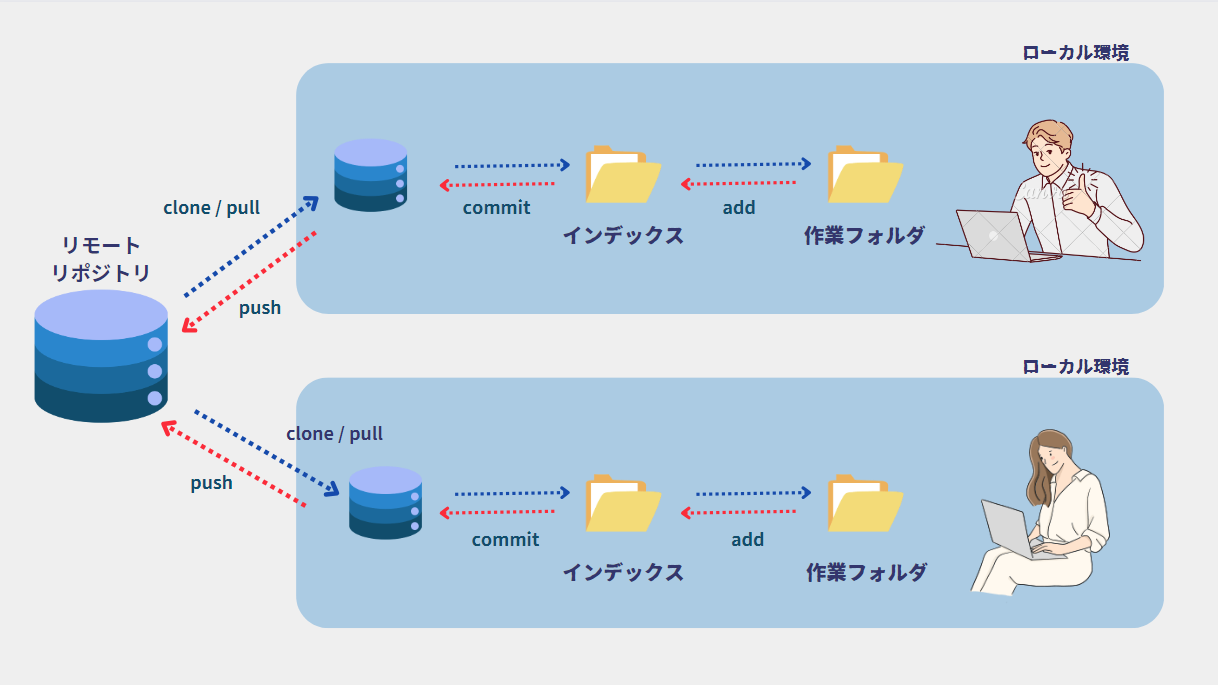 ローカル環境
clone / pull
commit
add
インデックス
作業フォルダ
リモート
リポジトリ
push
ローカル環境
clone / pull
push
commit
add
インデックス
作業フォルダ